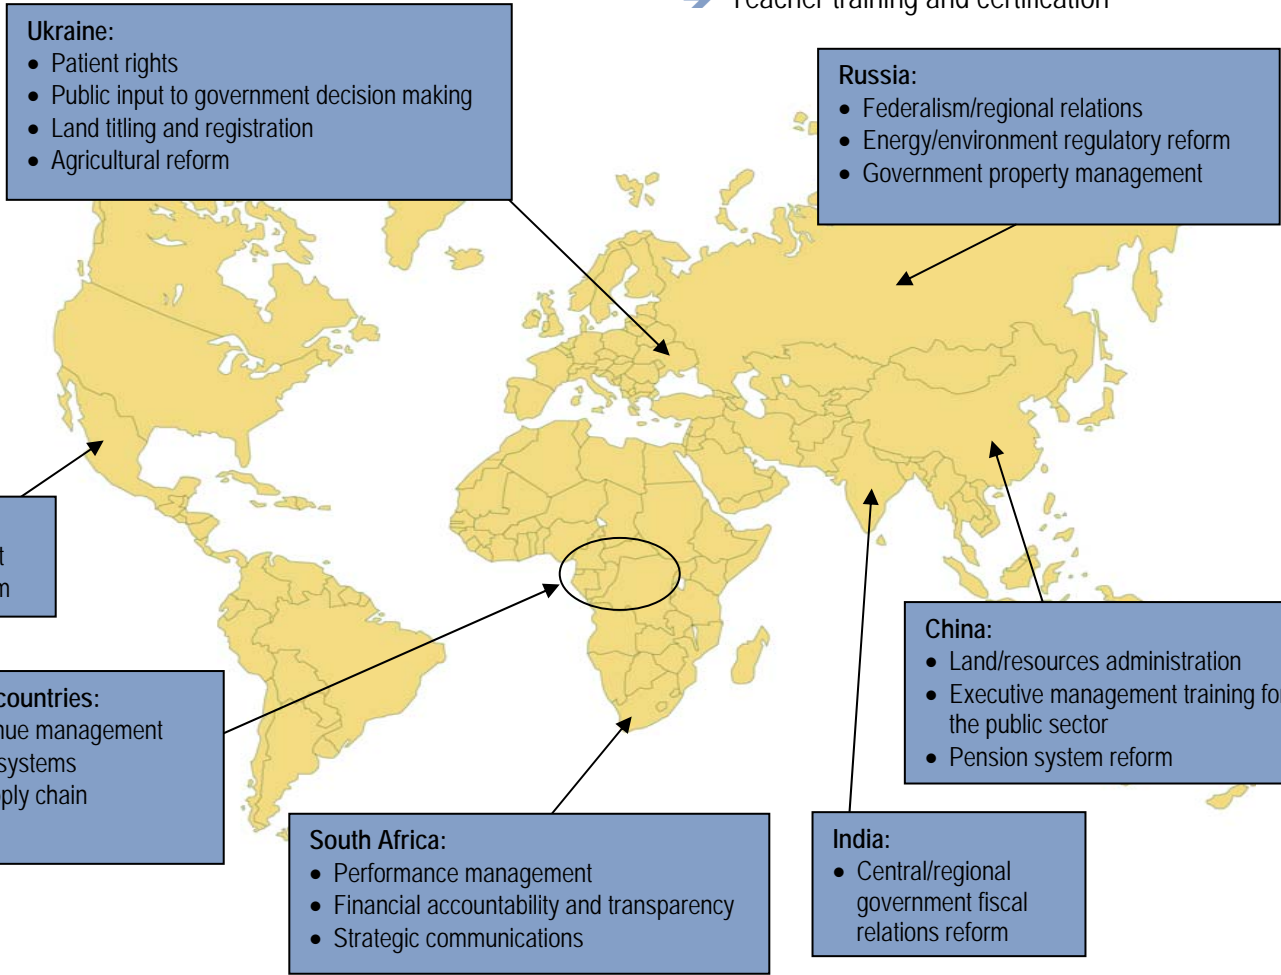 Teacher training and certification
Ukraine:
• Patient rights
• Public input to government decision making
• Land titling and registration
• Agricultural reform
Russia:
• Federalism/regional relations
• Energy/environment regulatory reform
• Government property management
countries:
management
systems
chain
South Africa:
• Performance management
• Financial accountability and transparency
• Strategic communications
India:
• Central/regional
government fiscal
relations reform
China:
• Land/resources administration
• Executive management training for
the public sector
• Pension system reform